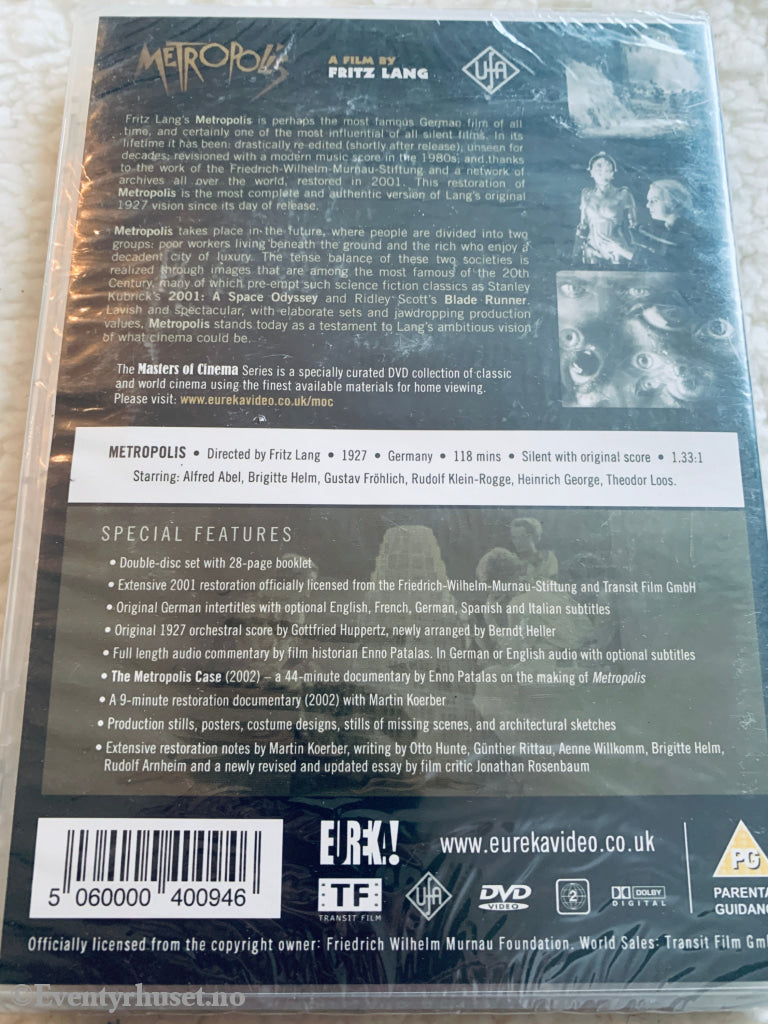 METROPOLIS
A FILM BY
FRITZ LANG
UfA
Fritz Lang's Metropolis is perhaps the most famous German film of all
time, and certainly one of the most influential of all silent films. In its
lifetime it has been: drastically re-edited (shortly after release); unseen for
decades; revisioned with a modern music score in the 1980s; and thanks
to the work of the Friedrich-Wilhelm-Murnau-Stiftung and a network of
archives all over the world, restored in 2001. This restoration of
Metropolis is the most complete and authentic version of Lang's original
1927 vision since its day of release.
Metropolis takes place in the future, where people are divided into two
groups: poor workers living beneath the ground and the rich who enjoy a
decadent city of luxury. The tense balance of these two societies is
realized through images that are among the most famous of the 20th
Century, many of which pre-empt such science fiction classics as Stanley
Kubrick's 2001: A Space Odyssey and Ridley Scott's Blade Runner.
Lavish and spectacular, with elaborate sets and jawdropping production
values, Metropolis stands today as a testament to Lang's ambitious vision
of what cinema could be.
The Masters of Cinema Series is a specially curated DVD collection of classic
and world cinema using the finest available materials for home viewing.
Please visit: www.eurekavideo.co.uk/moc
METROPOLIS • Directed by Fritz Lang • 1927 • Germany • 118 mins • Silent with original score • 1.33:1
Starring: Alfred Abel, Brigitte Helm, Gustav Fröhlich, Rudolf Klein-Rogge, Heinrich George, Theodor Loos.
SPECIAL FEATURES
• Double-disc set with 28-page booklet
• Extensive 2001 restoration officially licensed from the Friedrich-Wilhelm-Murnau-Stiftung and Transit Film GmbH
• Original German intertitles with optional English, French, German, Spanish and Italian subtitles
• Original 1927 orchestral score by Gottfried Huppertz, newly arranged by Berndt Heller
• Full length audio commentary by film historian Enno Patalas. In German or English audio with optional subtitles
• The Metropolis Case (2002) – a 44-minute documentary by Enno Patalas on the making of Metropolis
• A 9-minute restoration documentary (2002) with Martin Koerber
• Production stills, posters, costume designs, stills of missing scenes, and architectural sketches
• Extensive restoration notes by Martin Koerber, writing by Otto Hunte, Günther Rittau, Aenne Willkomm, Brigitte Helm,
Rudolf Arnheim and a newly revised and updated essay by film critic Jonathan Rosenbaum
5 060000 400946
EUREKA!
www.eurekavideo.co.uk
PG
PARENTA
GUIDANC
TF
TRANSIT FILM
UfA
DVD
VIDEO
2
DOLBY
DIGITAL
Officially licensed from the copyright owner: Friedrich Wilhelm Murnau Foundation. World Sales: Transit Film Gm
©Eventyrhuset.no